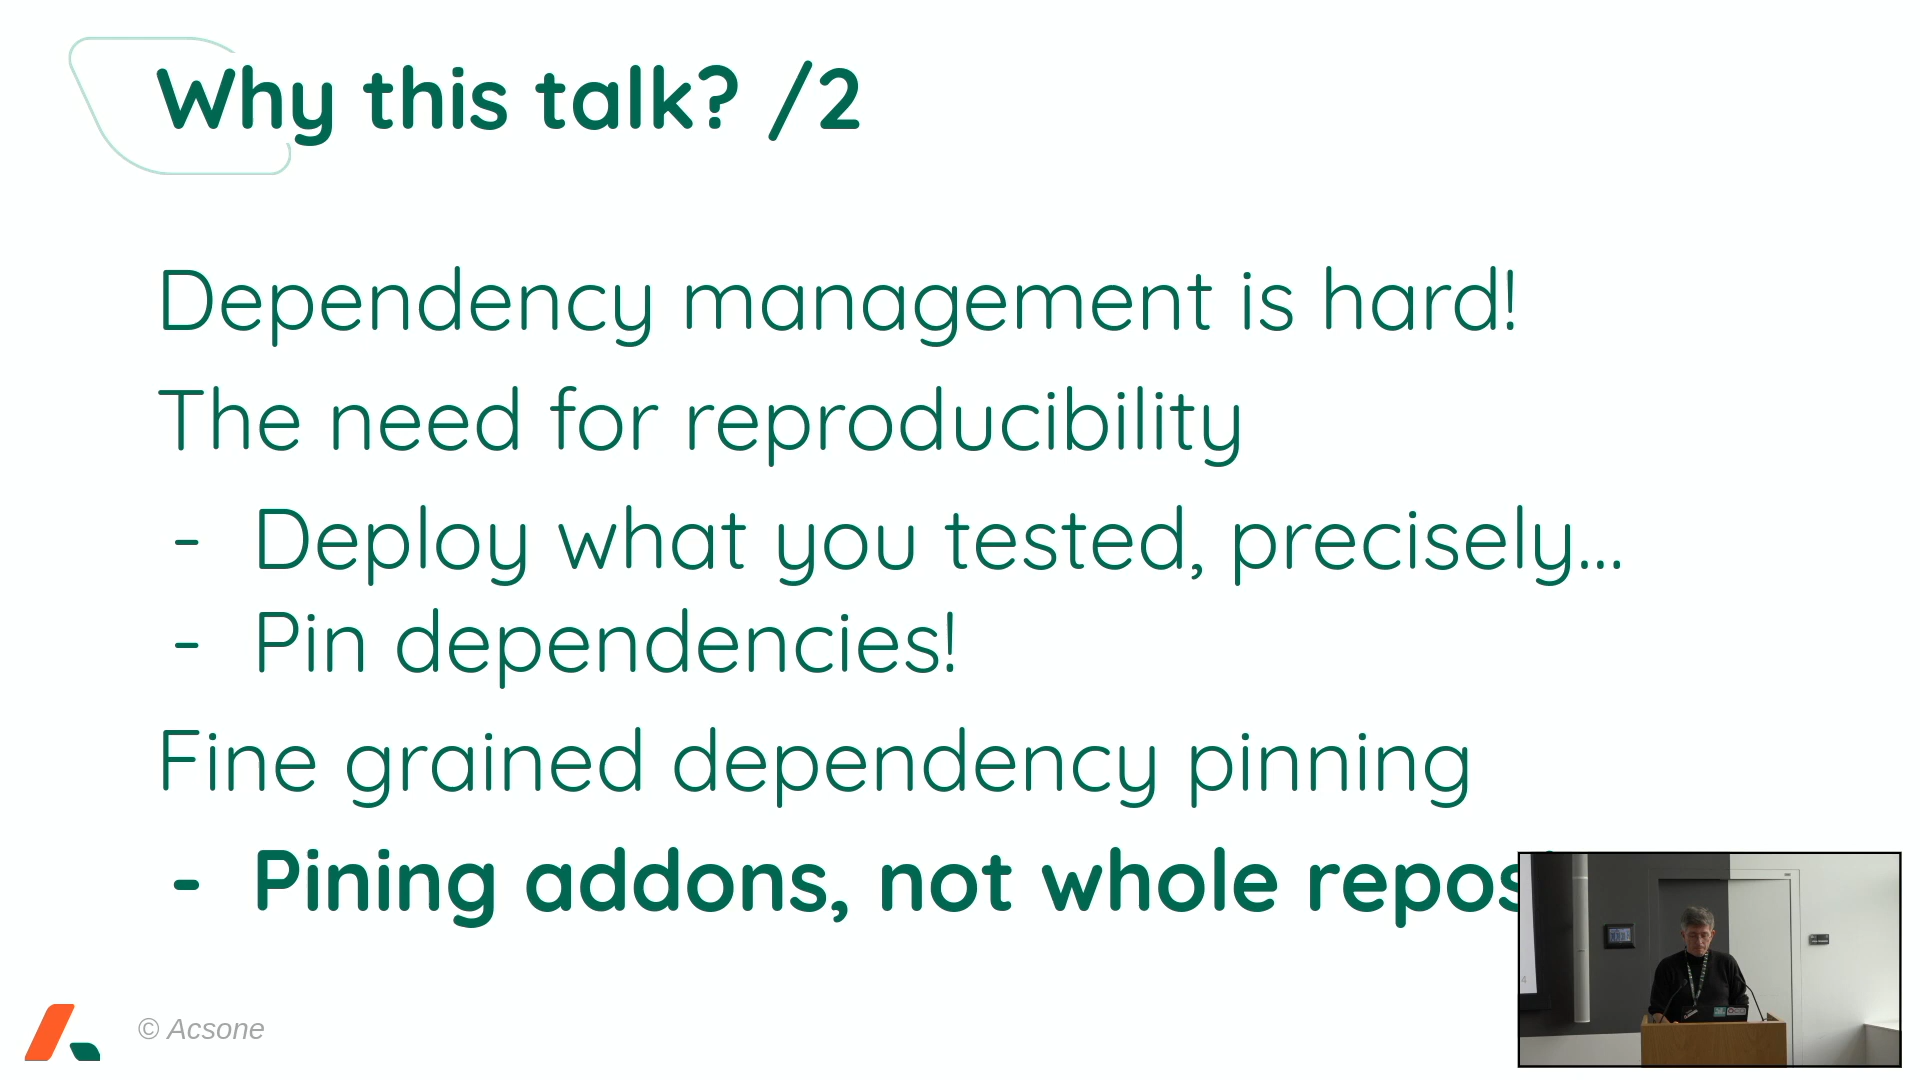 Why this talk? /2
Dependency management is hard!
The need for reproducibility
- Deploy what you tested, precisely...
- Pin dependencies!
Fine grained dependency pinning
- Pining addons, not whole repos
© Acsone